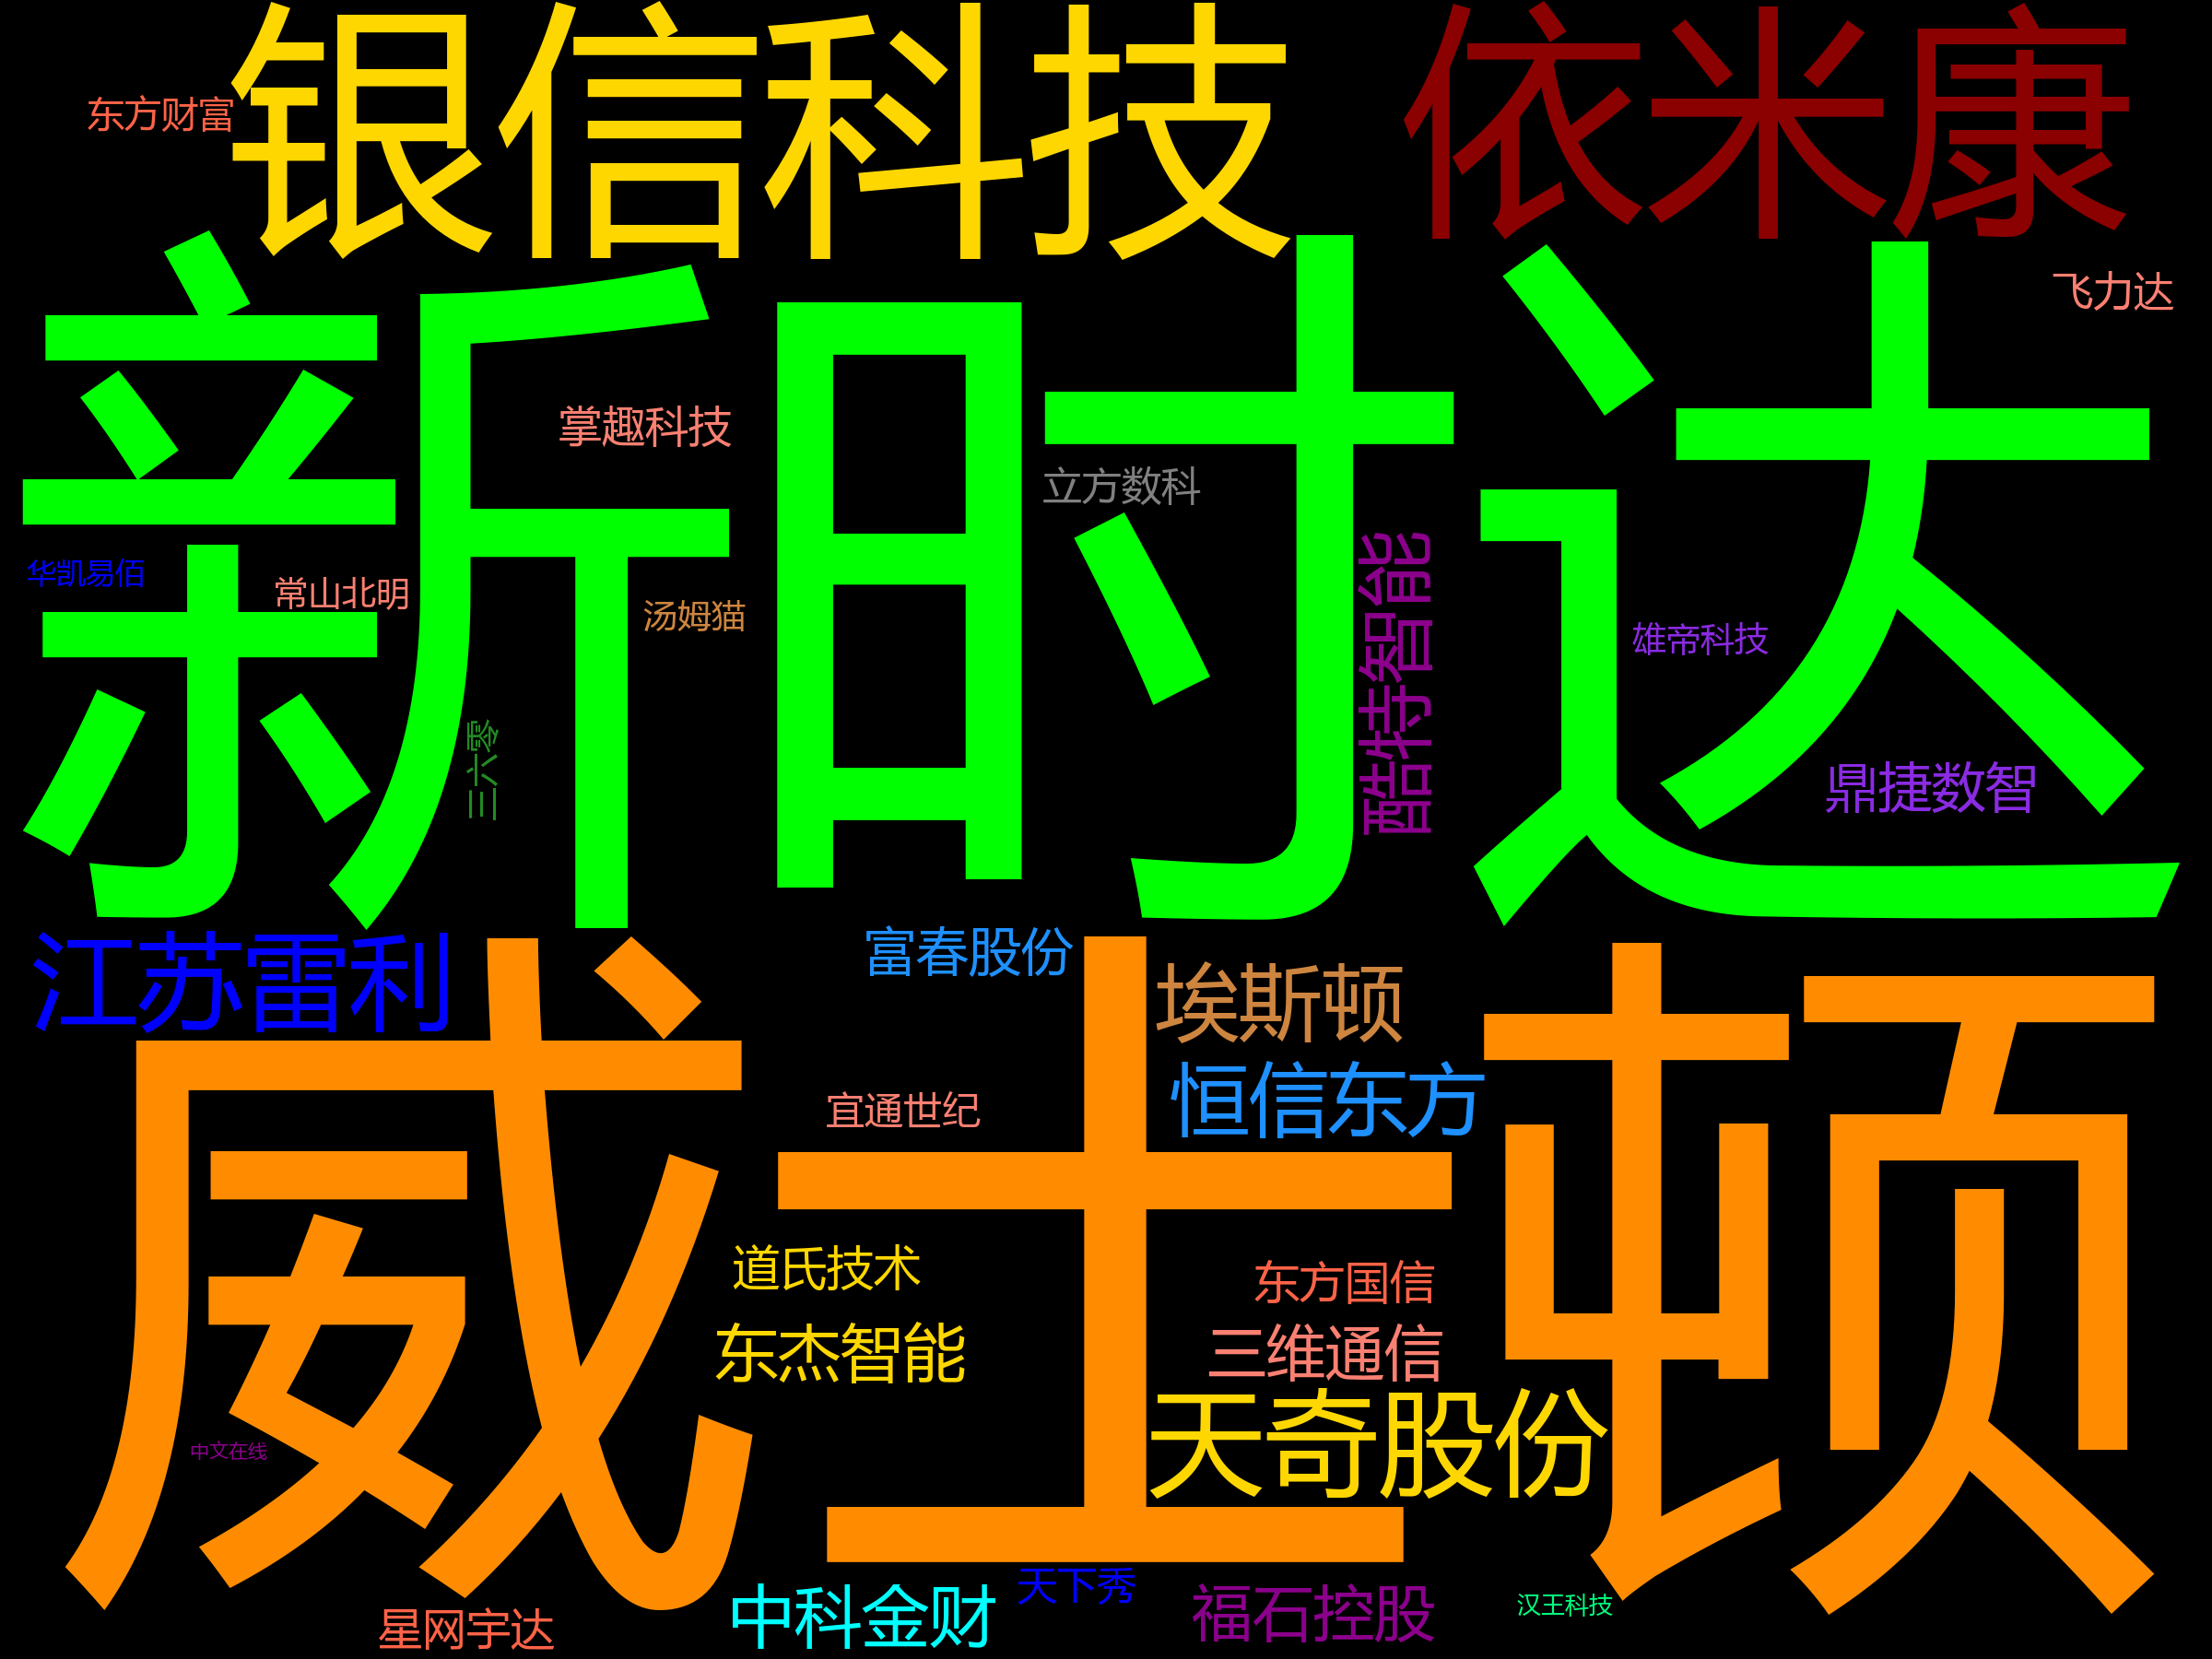 银信科技
依米康
东方财富
新时达
飞力达
掌趣科技
立方数科
酷特智能
华凯易佰
常山北明
汤姆猫
雄帝科技
三六零
鼎捷数智
江苏雷利
富春股份
威士顿
埃斯顿
恒信东方
宜通世纪
道氏技术
东方国信
东杰智能
三维通信
天奇股份
中文在线
天下秀
中科金财
福石控股
汉王科技
星网宇达